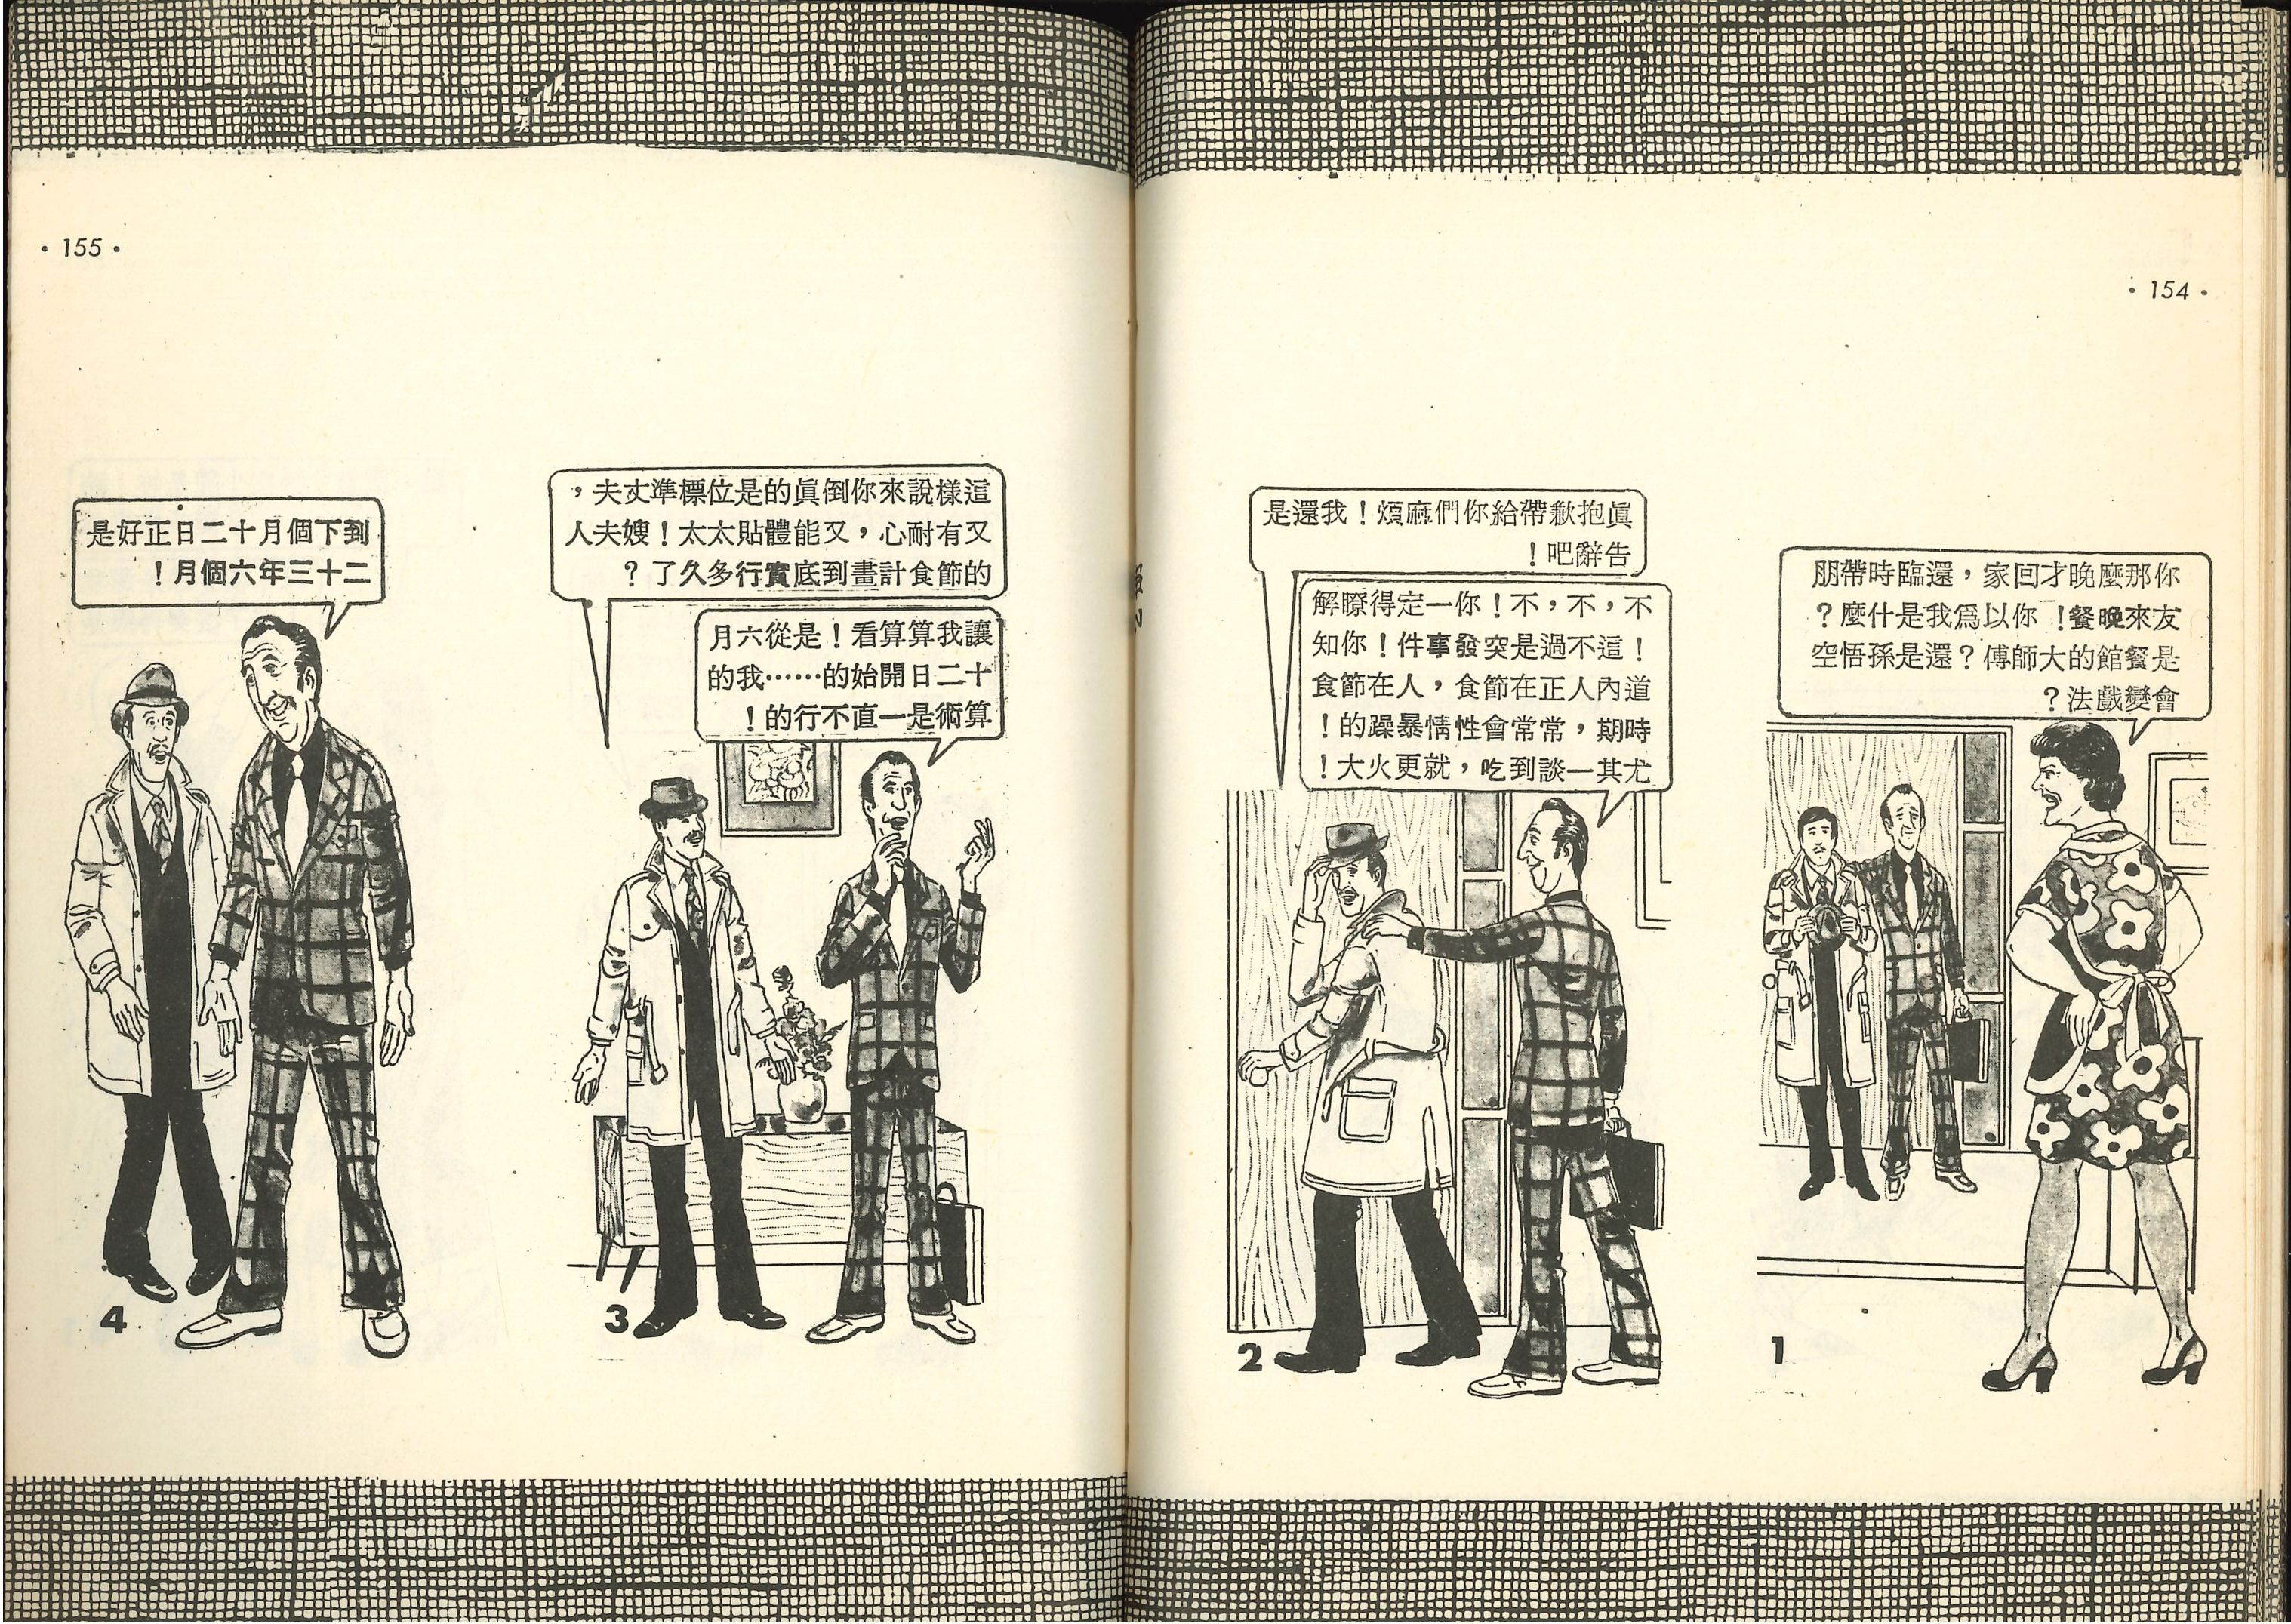 · 154 ·
你那麼晚才回家，還臨時帶朋
友來晚餐！你以爲我是什麼？
是餐館的大師傅？還是孫悟空
會變戲法？
1
眞抱歉帶給你們麻煩！我還是
告辭吧！
不，不，不！你一定得瞭解
！這不過是突發事件！你知
道內人正在節食，人在節食
時期，常常會性情暴躁的！
尤其一談到吃，就更火大！
2
· 155 ·
這樣說來你倒眞的是位標準丈夫，
又有耐心，又能體貼太太！嫂夫人
的節食計畫到底實行多久了？
讓我算算看！是從六月
十二日開始的……我的
算術是一直不行的！
3
到下個月十二日正好是
二十三年六個月！
4